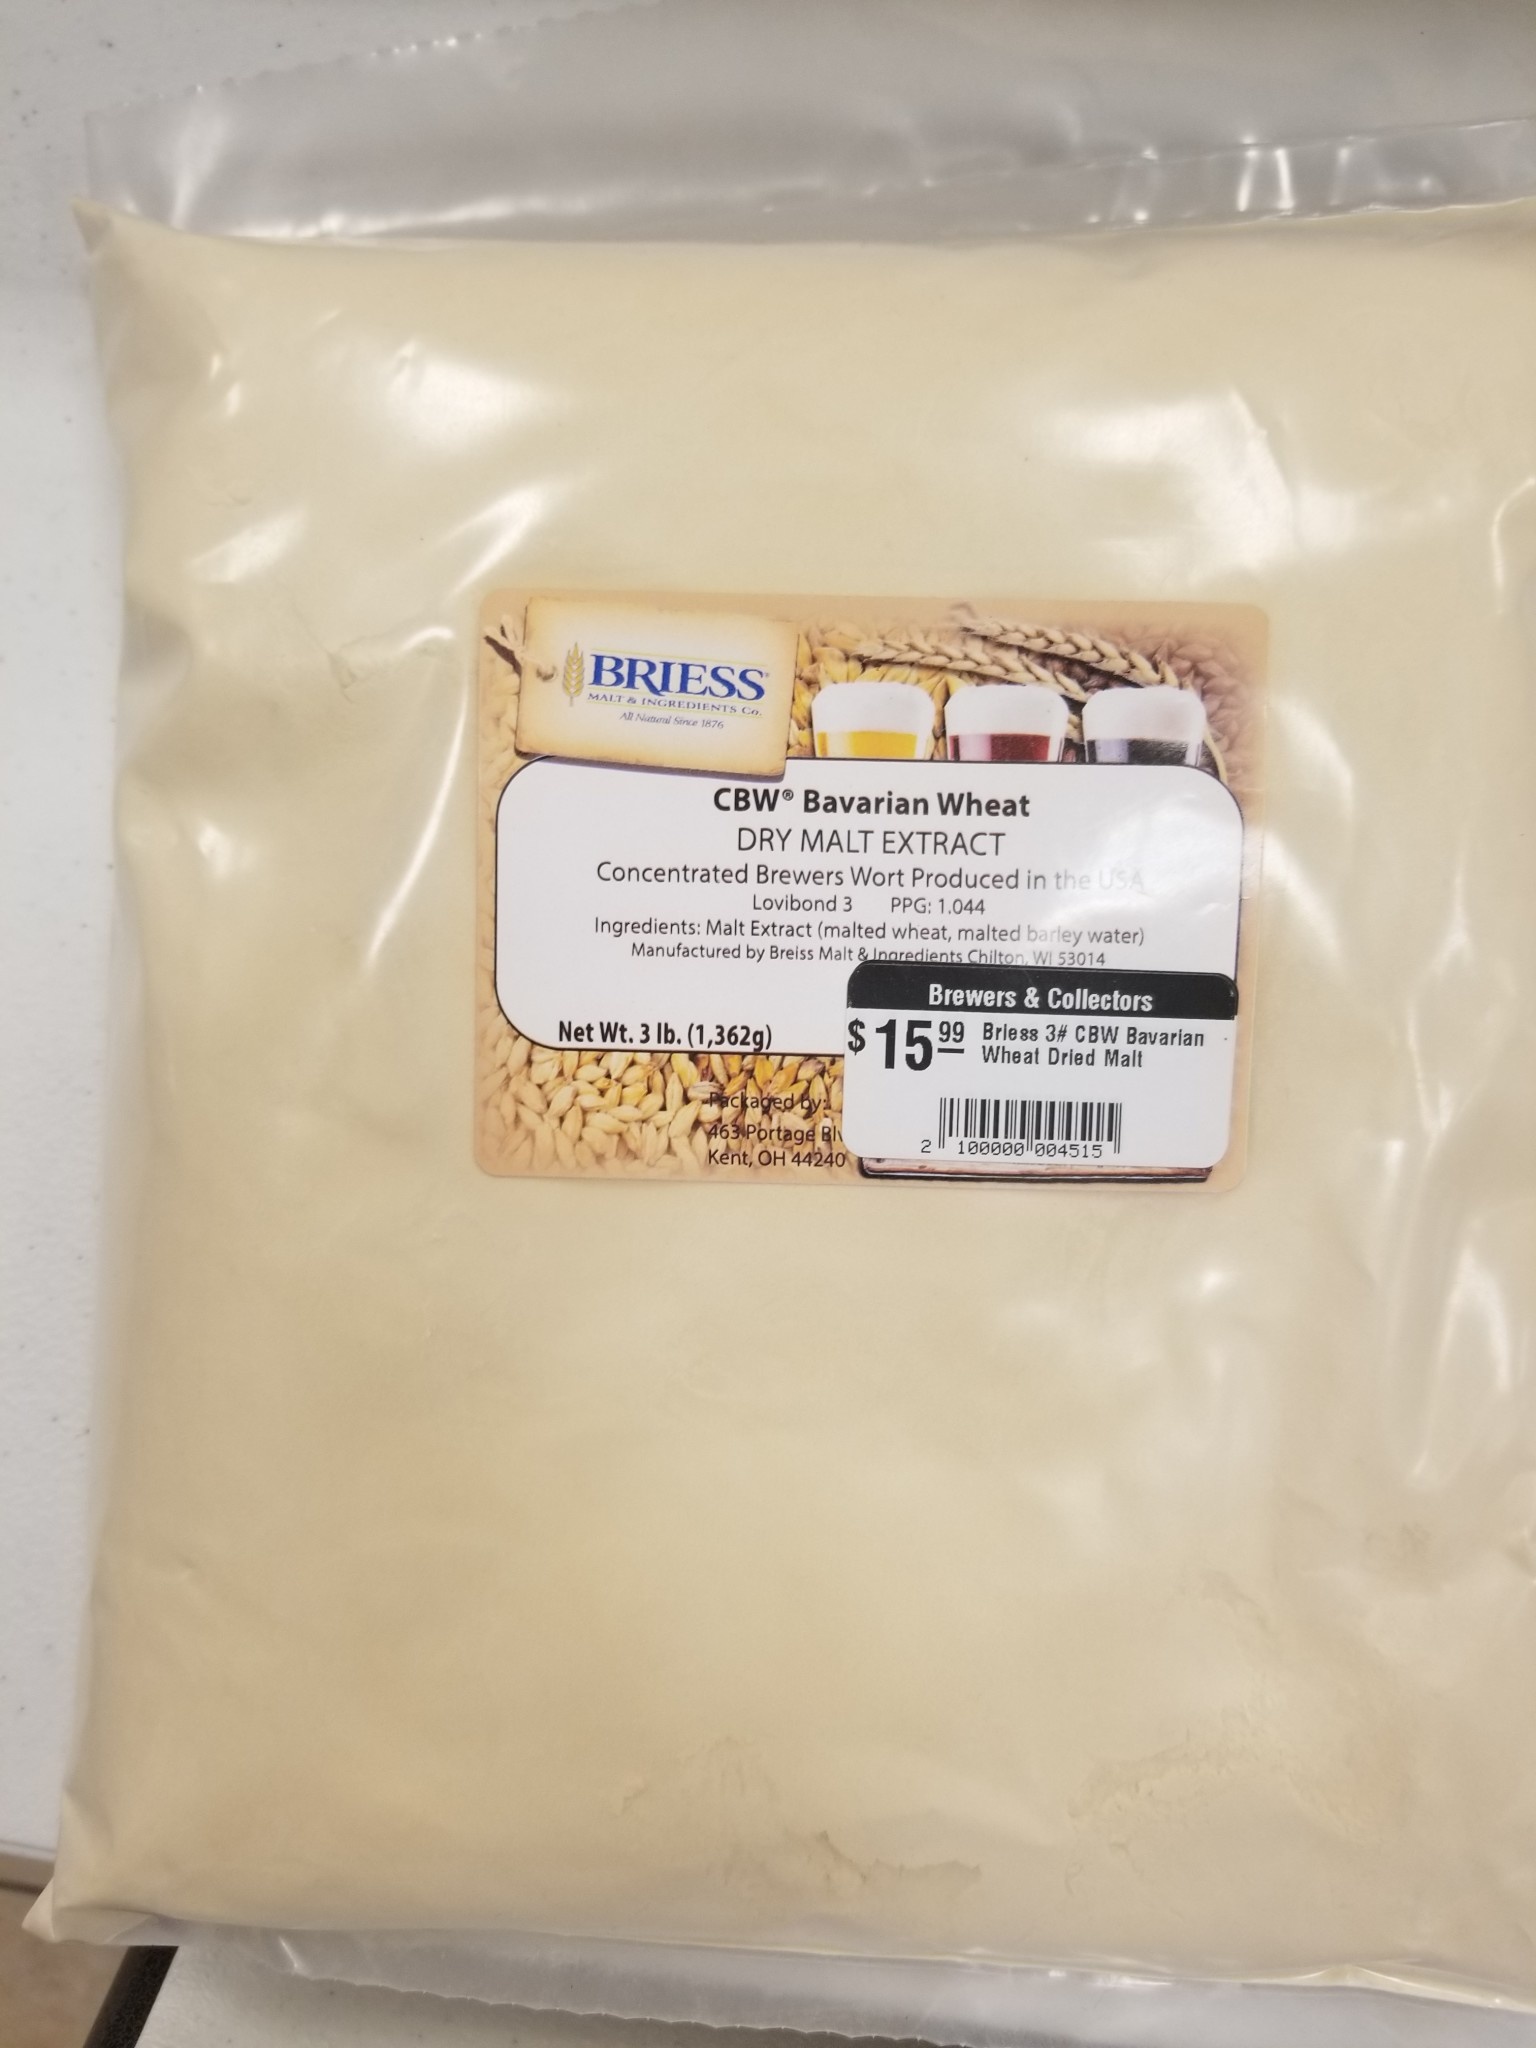 BRIESS®
MALT & INGREDIENTS Co.
All Natural Since 1876
CBW® Bavarian Wheat
DRY MALT EXTRACT
Concentrated Brewers Wort Produced in the USA
Lovibond 3 PPG: 1.044
Ingredients: Malt Extract (malted wheat, malted barley water)
Manufactured by Breiss Malt & Ingredients Chilton, WI 53014
Net Wt. 3 lb. (1,362g)
Packaged by:
463 Portage
Kent, OH 44240
Brewers & Collectors
$15.99 Briess 3# CBW Bavarian
Wheat Dried Malt
2 100000 004515